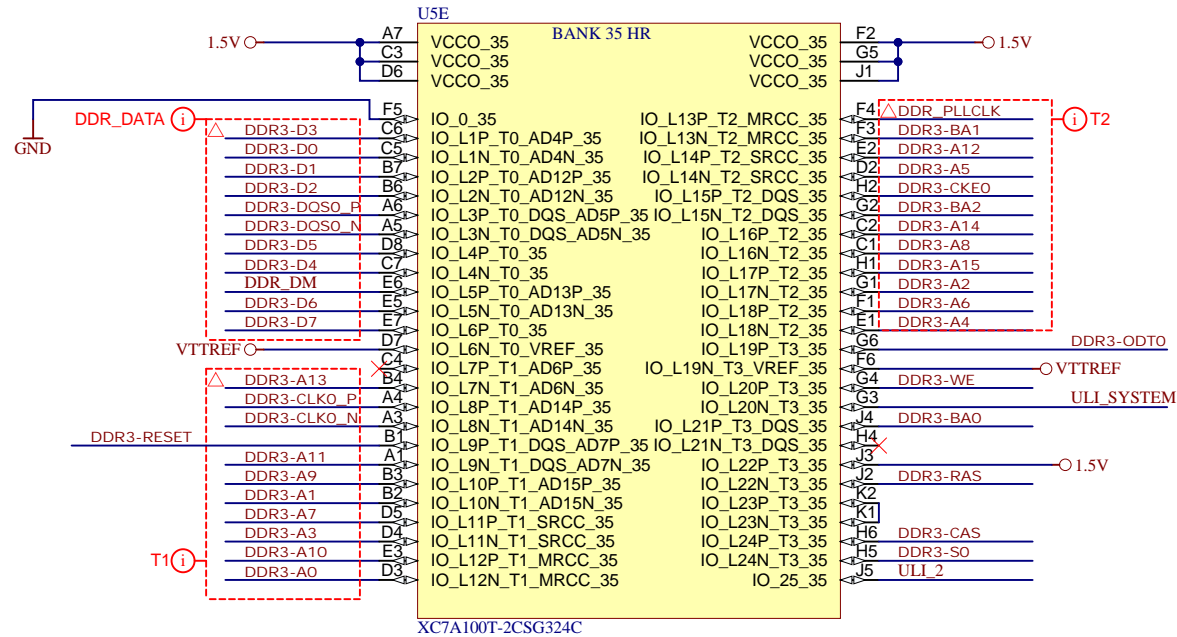 U5E
BANK 35 HR
1.5V A7 VCCO_35 VCCO_35 F2 1.5V
C3 VCCO_35 VCCO_35 G5
D6 VCCO_35 VCCO_35 J1
GND F5 IO_0_35 IO_L13P_T2_MRCC_35 F4 DDR_PLLCLK
DDR_DATA i T2 i
DDR3-D3 C6 IO_L1P_T0_AD4P_35 IO_L13N_T2_MRCC_35 F3 DDR3-BA1
DDR3-D0 C5 IO_L1N_T0_AD4N_35 IO_L14P_T2_SRCC_35 E2 DDR3-A12
DDR3-D1 B7 IO_L2P_T0_AD12P_35 IO_L14N_T2_SRCC_35 D2 DDR3-A5
DDR3-D2 B6 IO_L2N_T0_AD12N_35 IO_L15P_T2_DQS_35 H2 DDR3-CKE0
DDR3-DQS0_P A6 IO_L3P_T0_DQS_AD5P_35 IO_L15N_T2_DQS_35 G2 DDR3-BA2
DDR3-DQS0_N A5 IO_L3N_T0_DQS_AD5N_35 IO_L16P_T2_35 C2 DDR3-A14
DDR3-D5 D8 IO_L4P_T0_35 IO_L16N_T2_35 C1 DDR3-A8
DDR3-D4 C7 IO_L4N_T0_35 IO_L17P_T2_35 H1 DDR3-A15
DDR_DM E6 IO_L5P_T0_AD13P_35 IO_L17N_T2_35 G1 DDR3-A2
DDR3-D6 E5 IO_L5N_T0_AD13N_35 IO_L18P_T2_35 F1 DDR3-A6
DDR3-D7 E7 IO_L6P_T0_35 IO_L18N_T2_35 E1 DDR3-A4
VTTREF D7 IO_L6N_T0_VREF_35 IO_L19P_T3_35 G6 DDR3-ODT0
C4 IO_L7P_T1_AD6P_35 IO_L19N_T3_VREF_35 F6 VTTREF
DDR3-A13 B4 IO_L7N_T1_AD6N_35 IO_L20P_T3_35 G4 DDR3-WE
DDR3-CLK0_P A4 IO_L8P_T1_AD14P_35 IO_L20N_T3_35 G3 ULI_SYSTEM
DDR3-CLK0_N A3 IO_L8N_T1_AD14N_35 IO_L21P_T3_DQS_35 J4 DDR3-BA0
DDR3-RESET B1 IO_L9P_T1_DQS_AD7P_35 IO_L21N_T3_DQS_35 H4
DDR3-A11 A1 IO_L9N_T1_DQS_AD7N_35 IO_L22P_T3_35 J3 1.5V
DDR3-A9 B3 IO_L10P_T1_AD15P_35 IO_L22N_T3_35 J2 DDR3-RAS
DDR3-A1 B2 IO_L10N_T1_AD15N_35 IO_L23P_T3_35 K2
DDR3-A7 D5 IO_L11P_T1_SRCC_35 IO_L23N_T3_35 K1
DDR3-A3 D4 IO_L11N_T1_SRCC_35 IO_L24P_T3_35 H6 DDR3-CAS
T1 i DDR3-A10 E3 IO_L12P_T1_MRCC_35 IO_L24N_T3_35 H5 DDR3-S0
DDR3-A0 D3 IO_L12N_T1_MRCC_35 IO_25_35 J5 ULI_2
XC7A100T-2CSG324C